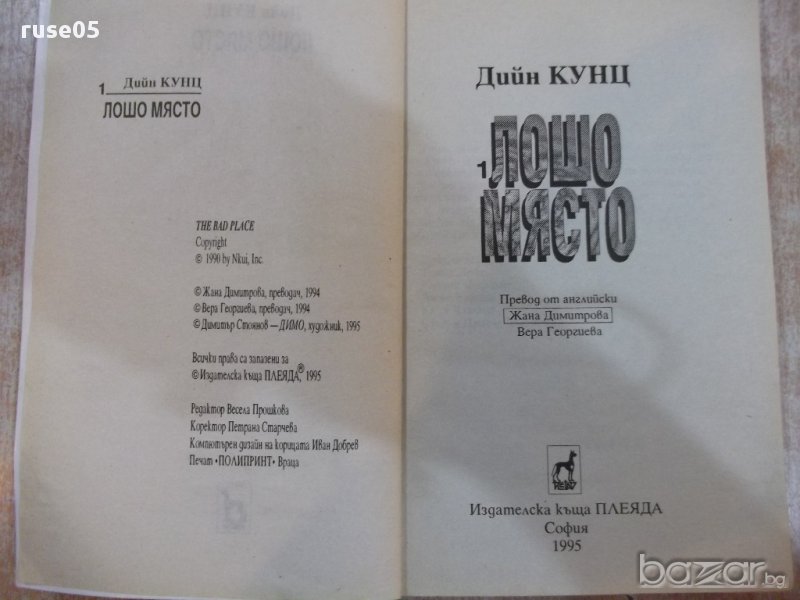 ruse05
Дийн КУНЦ
1
ЛОШО МЯСТО
THE BAD PLACE
Copyright
© 1990 by Nkui, Inc.
© Жана Димитрова, преводач, 1994
© Вера Георгиева, преводач, 1994
© Димитър Стоянов — ДИМО, художник, 1995
Всички права са запазени за
© Издателска къща ПЛЕЯДА,® 1995
Редактор Весела Прошкова
Коректор Петрана Старчева
Компютърен дизайн на корицата Иван Добрев
Печат •ПОЛИПРИНТ• Враца
Дийн КУНЦ
1
ЛОШО
МЯСТО
Превод от английски
Жана Димитрова
Вера Георгиева
Издателска къща ПЛЕЯДА
София
1995
bazar.bg